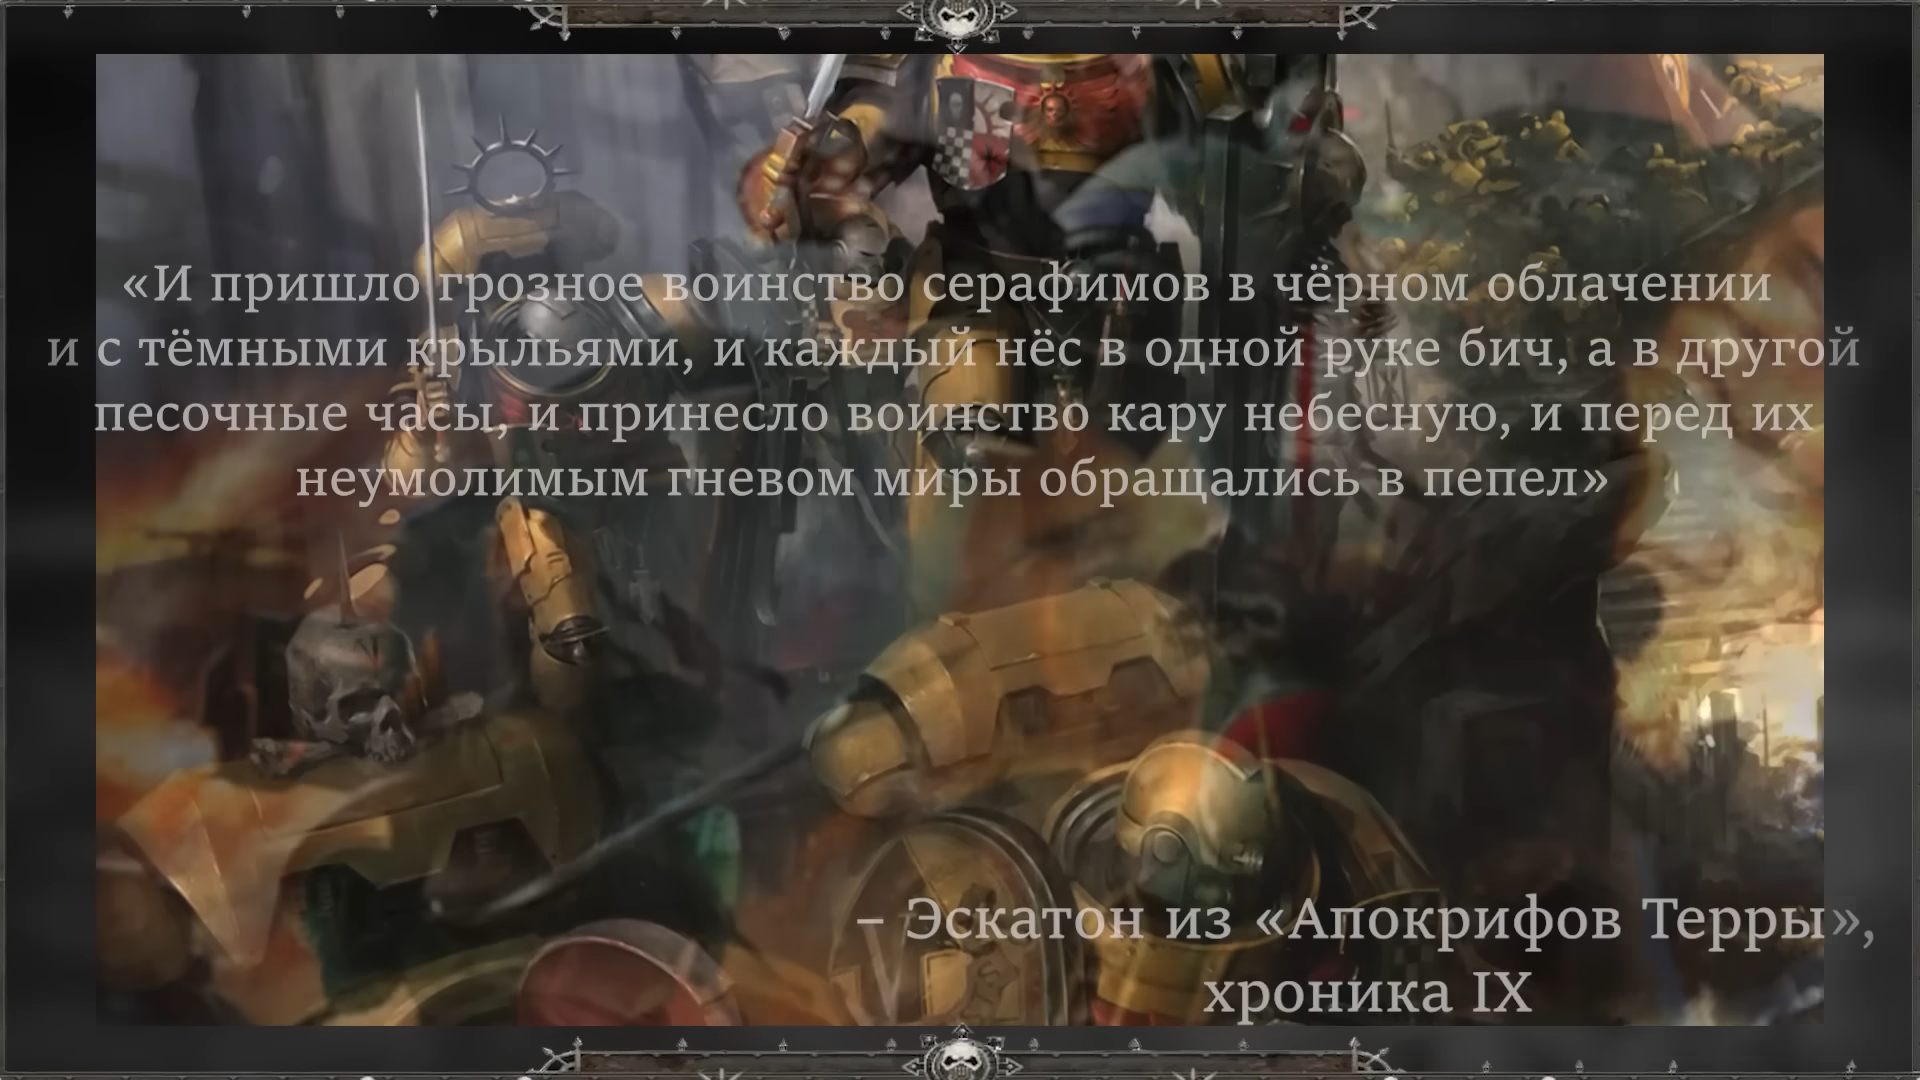 «И пришло грозное воинство серафимов в чёрном облачении
и с тёмными крыльями, и каждый нёс в одной руке бич, а в другой
песочные часы, и принесло воинство кару небесную, и перед их
неумолимым гневом миры обращались в пепел»
– Эскатон из «Апокрифов Терры»,
хроника IX